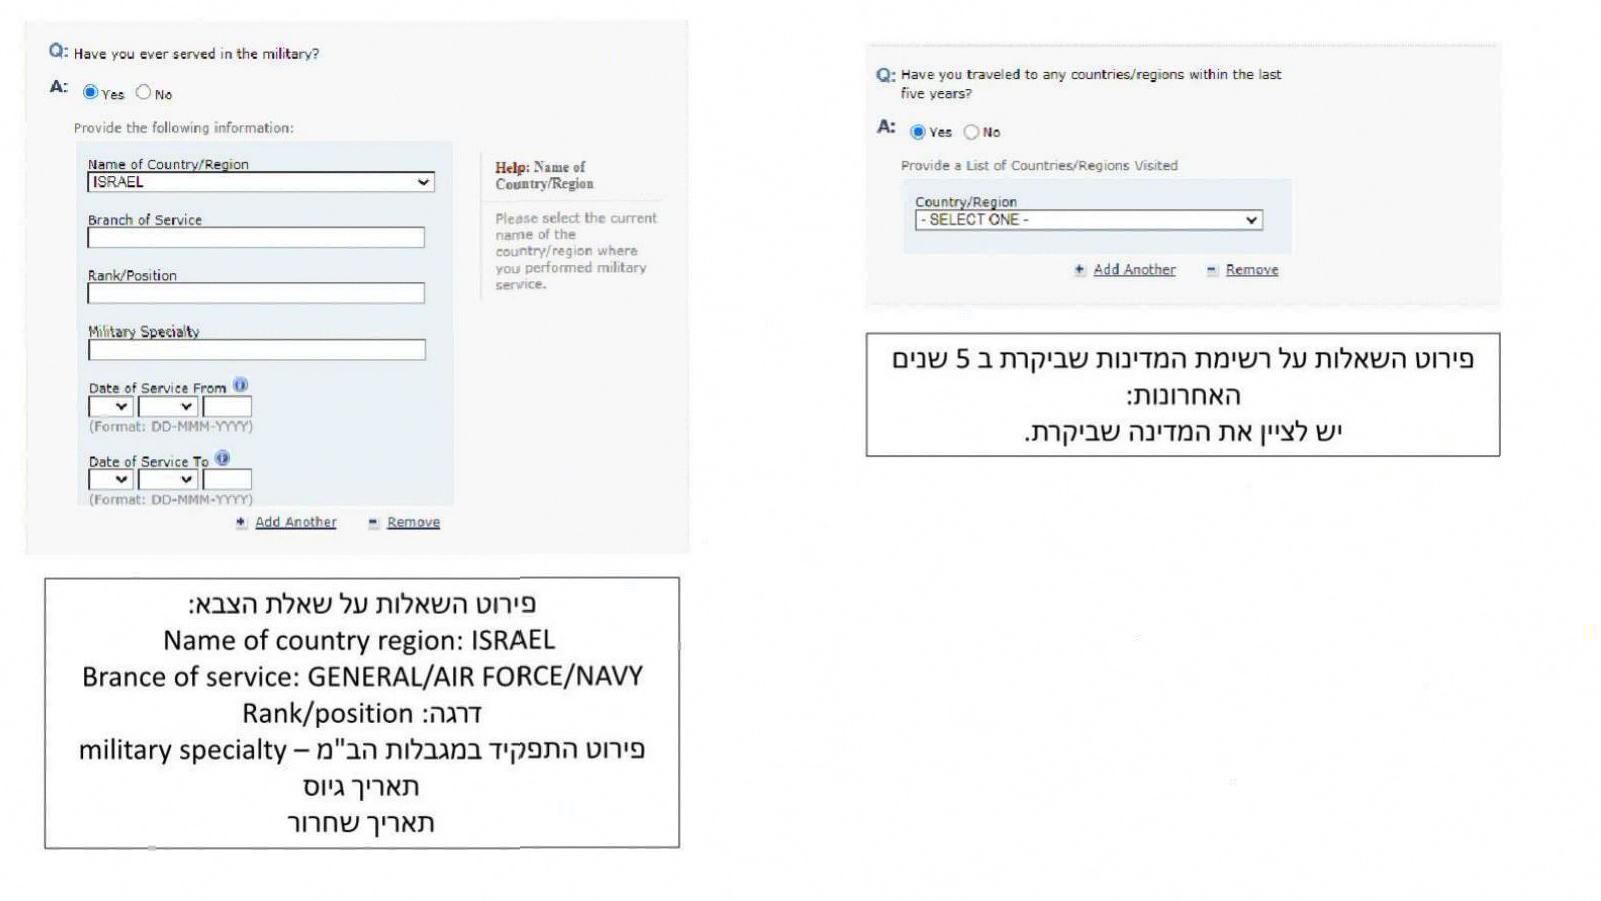 Q: Have you ever served in the military?
A: Yes No
Provide the following information:
Name of Country/Region
ISRAEL
Branch of Service
Rank/Position
Military Specialty
Date of Service From
(Format: DD-MMM-YYYY)
Date of Service To
(Format: DD-MMM-YYYY)
Add Another Remove
Help: Name of
Country/Region
Please select the current
name of the
country/region where
you performed military
service.
פירוט השאלות על שאלת הצבא:
Name of country region: ISRAEL
Brance of service: GENERAL/AIR FORCE/NAVY
Rank/position :דרגה
military specialty – פירוט התפקיד במגבלות הב"מ
תאריך גיוס
תאריך שחרור
Q: Have you traveled to any countries/regions within the last
five years?
A: Yes No
Provide a List of Countries/Regions Visited
Country/Region
- SELECT ONE -
Add Another Remove
פירוט השאלות על רשימת המדינות שביקרת ב 5 שנים
האחרונות:
יש לציין את המדינה שביקרת.